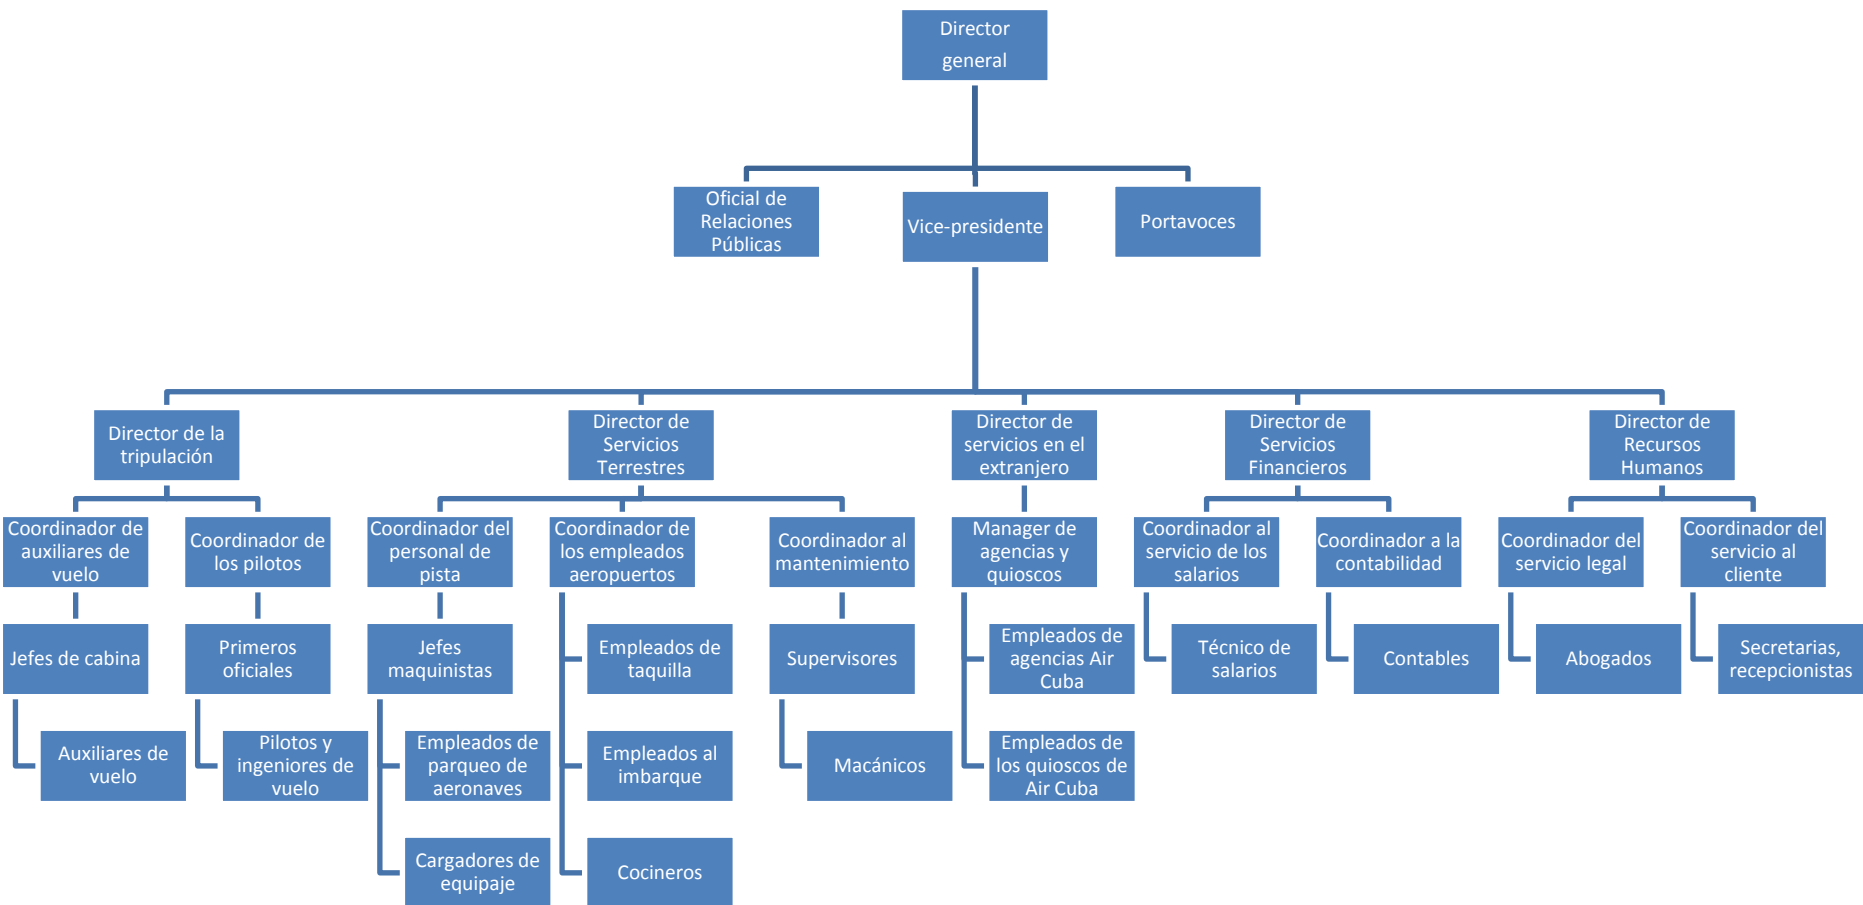 Director
general
Oficial de
Relaciones
Públicas
Vice-presidente
Portavoces
Director de la
tripulación
Director de
Servicios
Terrestres
Director de
servicios en el
extranjero
Director de
Servicios
Financieros
Director de
Recursos
Humanos
Coordinador de
auxiliares de
vuelo
Coordinador de
los pilotos
Coordinador del
personal de
pista
Coordinador de
los empleados
aeropuertos
Coordinador al
mantenimiento
Manager de
agencias y
quioscos
Coordinador al
servicio de los
salarios
Coordinador a la
contabilidad
Coordinador del
servicio legal
Coordinador del
servicio al
cliente
Jefes de cabina
Primeros
oficiales
Jefes
maquinistas
Empleados de
taquilla
Supervisores
Empleados de
agencias Air
Cuba
Técnico de
salarios
Contables
Abogados
Secretarias,
recepcionistas
Auxiliares de
vuelo
Pilotos y
ingeniores de
vuelo
Empleados de
parqueo de
aeronaves
Empleados al
imbarque
Macánicos
Empleados de
los quioscos de
Air Cuba
Cargadores de
equipaje
Cocineros